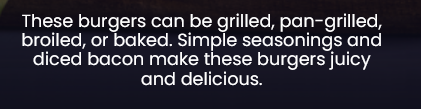 These burgers can be grilled, pan-grilled,
broiled, or baked. Simple seasonings and
diced bacon make these burgers juicy
and delicious.